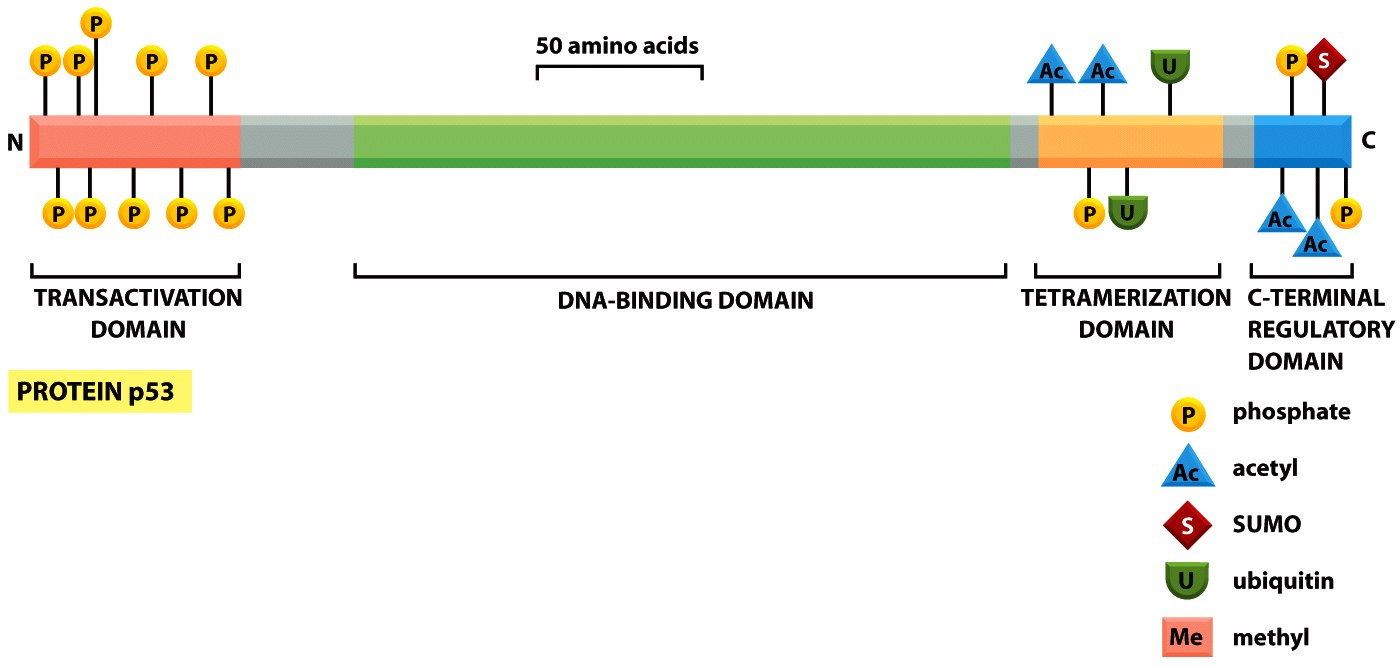 P
P P P P
50 amino acids
Ac Ac U
P S
N
C
P P P P P
P U
Ac Ac P
TRANSACTIVATION
DOMAIN
DNA-BINDING DOMAIN
TETRAMERIZATION
DOMAIN
C-TERMINAL
REGULATORY
DOMAIN
PROTEIN p53
P phosphate
Ac acetyl
S SUMO
U ubiquitin
Me methyl